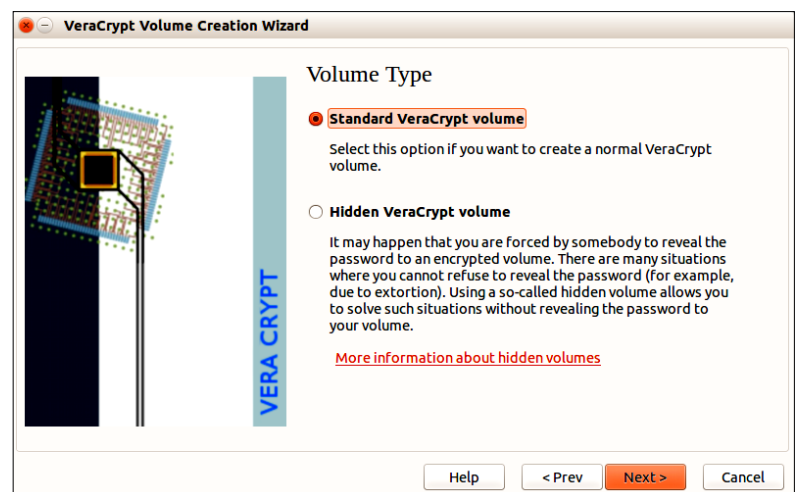 VeraCrypt Volume Creation Wizard
Volume Type
Standard VeraCrypt volume
Select this option if you want to create a normal VeraCrypt
volume.
Hidden VeraCrypt volume
It may happen that you are forced by somebody to reveal the
password to an encrypted volume. There are many situations
where you cannot refuse to reveal the password (for example,
due to extortion). Using a so-called hidden volume allows you
to solve such situations without revealing the password to
your volume.
More information about hidden volumes
VERA CRYPT
Help
< Prev
Next >
Cancel